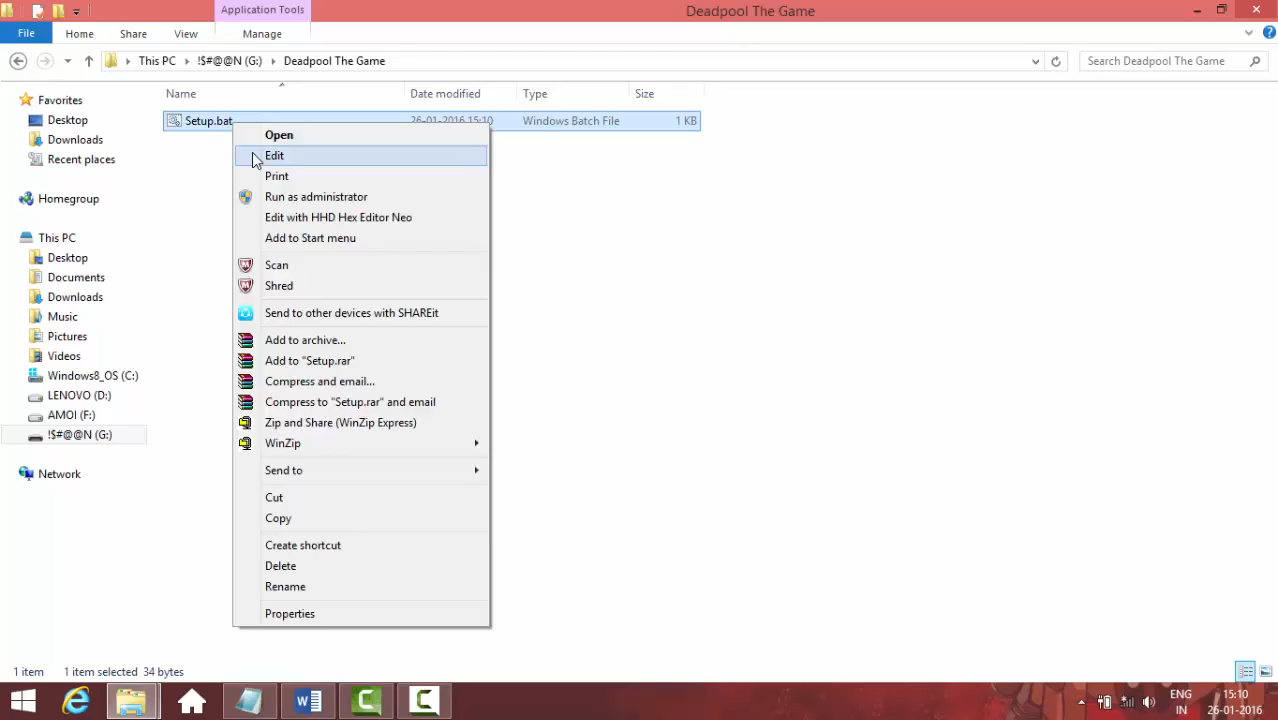 Application Tools
Deadpool The Game
File
Home
Share
View
Manage
This PC
!$#@@N (G:)
Deadpool The Game
Search Deadpool The Game
Name
Date modified
Type
Size
Favorites
Desktop
Downloads
Recent places
Homegroup
This PC
Desktop
Documents
Downloads
Music
Pictures
Videos
Windows8_OS (C:)
LENOVO (D:)
AMOI (F:)
!$#@@N (G:)
Network
Setup.bat
26-01-2016 15:10
Windows Batch File
1 KB
Open
Edit
Print
Run as administrator
Edit with HHD Hex Editor Neo
Add to Start menu
Scan
Shred
Send to other devices with SHAREit
Add to archive...
Add to "Setup.rar"
Compress and email...
Compress to "Setup.rar" and email
Zip and Share (WinZip Express)
WinZip
Send to
Cut
Copy
Create shortcut
Delete
Rename
Properties
1 item
1 item selected 34 bytes
ENG
IN
15:10
26-01-2016